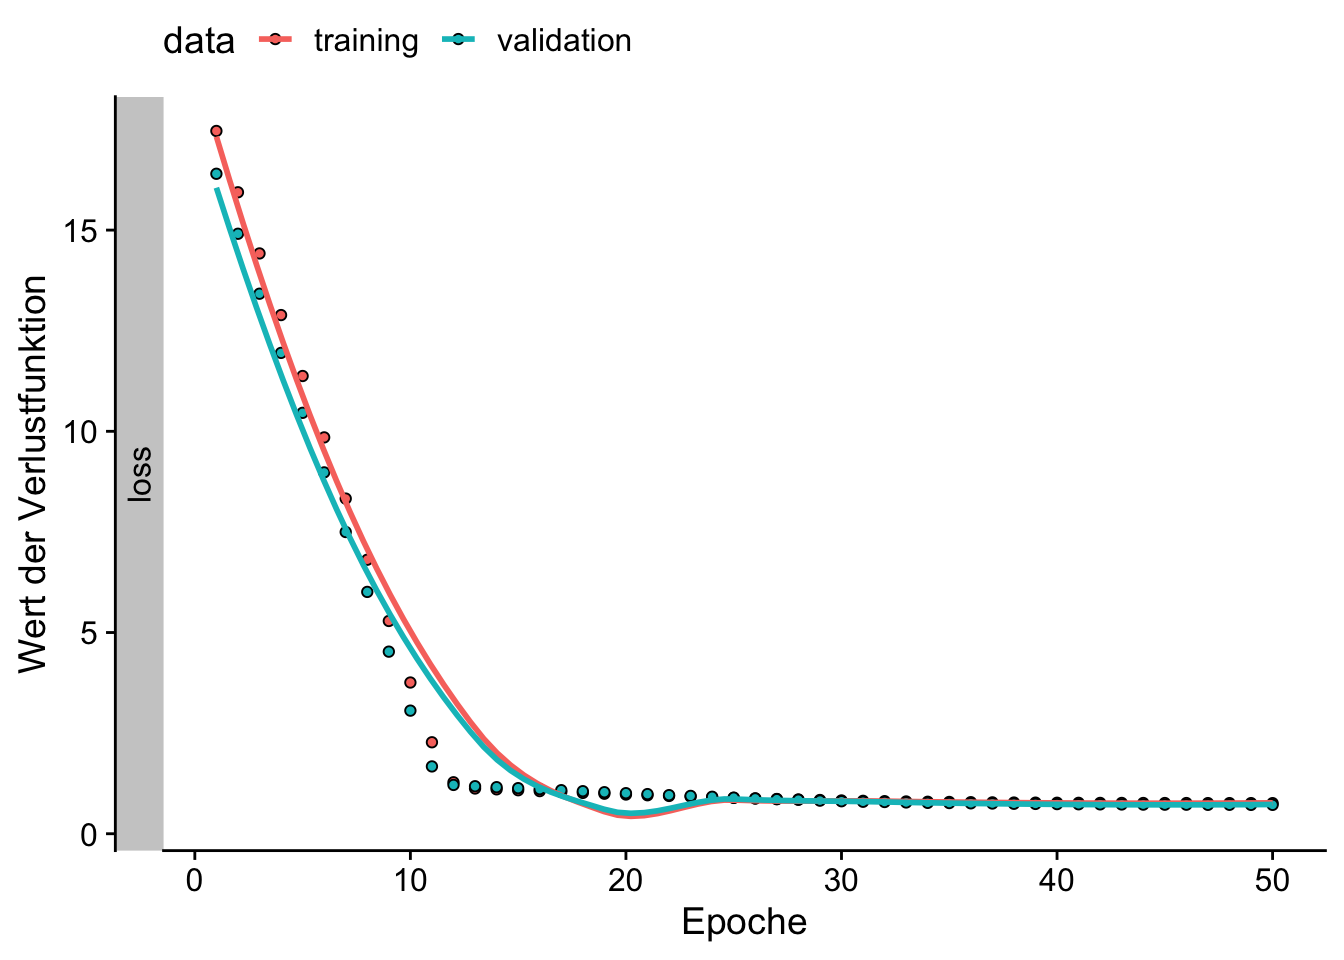 data training validation
Wert der Verlustfunktion
loss
15
10
5
0
0 10 20 30 40 50
Epoche